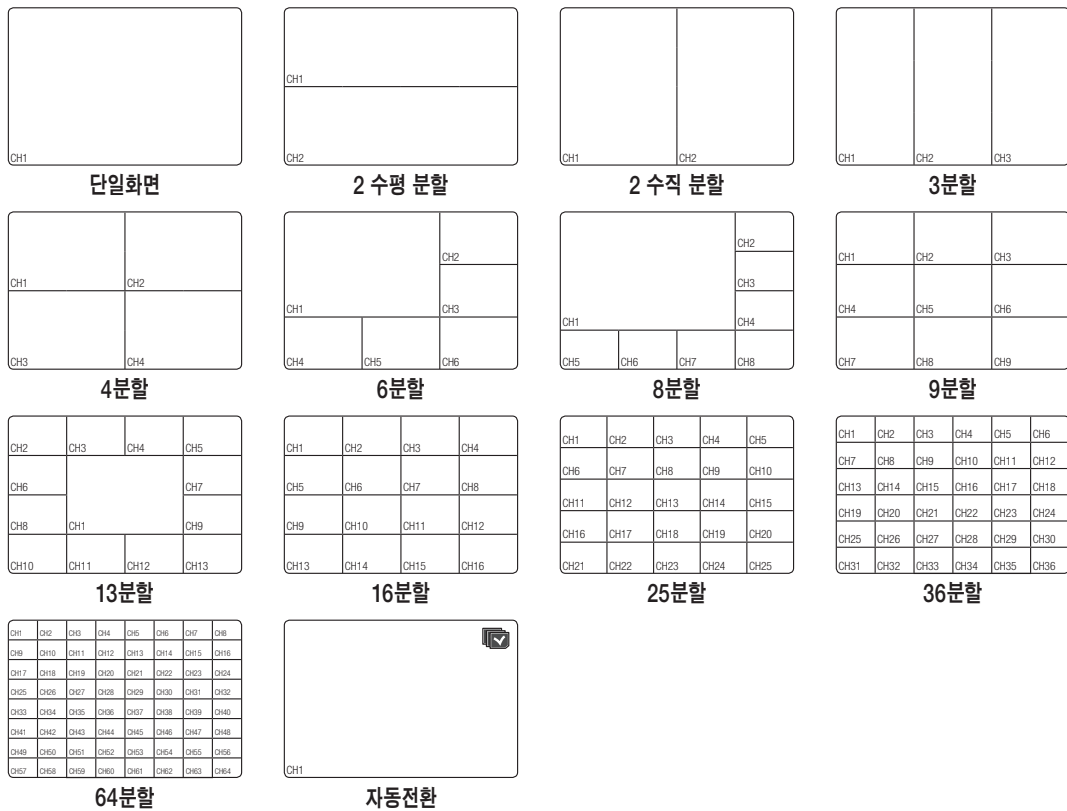 CH1
단일화면
CH1
CH2
2 수평 분할
CH1 CH2
2 수직 분할
CH1 CH2 CH3
3분할
CH1 CH2
CH3 CH4
4분할
CH2
CH1 CH3
CH4 CH5 CH6
6분할
CH2
CH3
CH1 CH4
CH5 CH6 CH7 CH8
8분할
CH1 CH2 CH3
CH4 CH5 CH6
CH7 CH8 CH9
9분할
CH2 CH3 CH4 CH5
CH6 CH7
CH8 CH1 CH9
CH10 CH11 CH12 CH13
13분할
CH1 CH2 CH3 CH4
CH5 CH6 CH7 CH8
CH9 CH10 CH11 CH12
CH13 CH14 CH15 CH16
16분할
CH1 CH2 CH3 CH4 CH5
CH6 CH7 CH8 CH9 CH10
CH11 CH12 CH13 CH14 CH15
CH16 CH17 CH18 CH19 CH20
CH21 CH22 CH23 CH24 CH25
25분할
CH1 CH2 CH3 CH4 CH5 CH6
CH7 CH8 CH9 CH10 CH11 CH12
CH13 CH14 CH15 CH16 CH17 CH18
CH19 CH20 CH21 CH22 CH23 CH24
CH25 CH26 CH27 CH28 CH29 CH30
CH31 CH32 CH33 CH34 CH35 CH36
36분할
CH1 CH2 CH3 CH4 CH5 CH6 CH7 CH8
CH9 CH10 CH11 CH12 CH13 CH14 CH15 CH16
CH17 CH18 CH19 CH20 CH21 CH22 CH23 CH24
CH25 CH26 CH27 CH28 CH29 CH30 CH31 CH32
CH33 CH34 CH35 CH36 CH37 CH38 CH39 CH40
CH41 CH42 CH43 CH44 CH45 CH46 CH47 CH48
CH49 CH50 CH51 CH52 CH53 CH54 CH55 CH56
CH57 CH58 CH59 CH60 CH61 CH62 CH63 CH64
64분할
CH1
자동전환